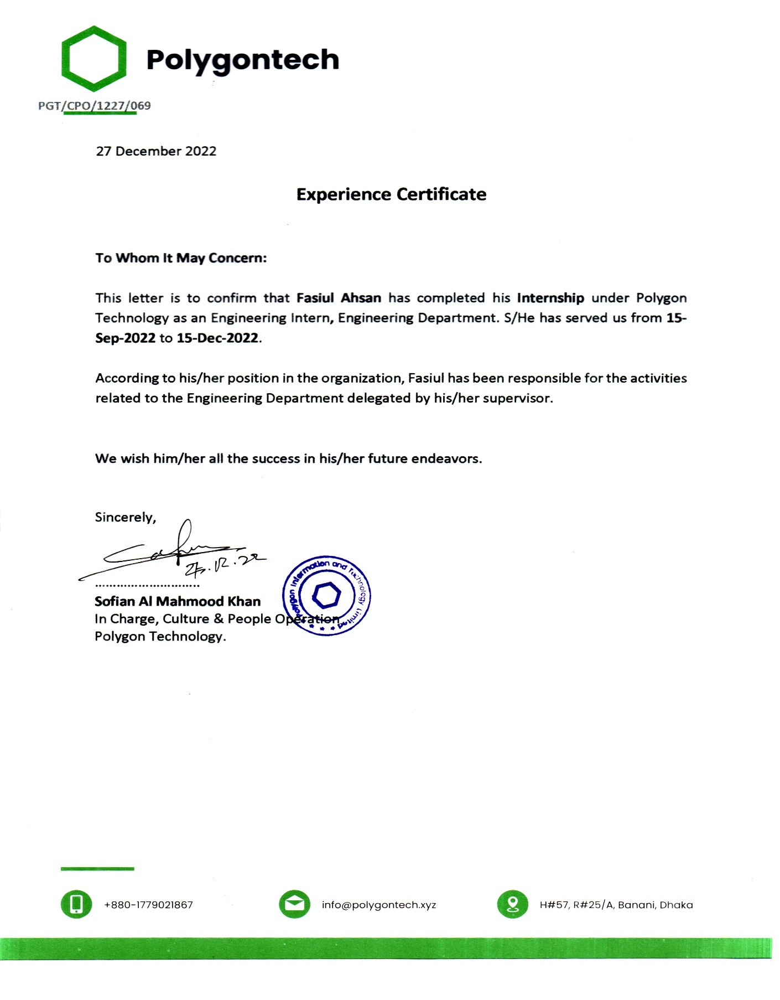 Polygontech
PGT/CPO/1227/069
27 December 2022
Experience Certificate
To Whom It May Concern:
This letter is to confirm that Fasiul Ahsan has completed his Internship under Polygon
Technology as an Engineering Intern, Engineering Department. S/He has served us from 15-
Sep-2022 to 15-Dec-2022.
According to his/her position in the organization, Fasiul has been responsible for the activities
related to the Engineering Department delegated by his/her supervisor.
We wish him/her all the success in his/her future endeavors.
Sincerely,
27.12.22
..............................
Sofian Al Mahmood Khan
In Charge, Culture & People Operation
Polygon Technology.
Polygon Information and Technology Limited
+880-1779021867
info@polygontech.xyz
H#57, R#25/A, Banani, Dhaka